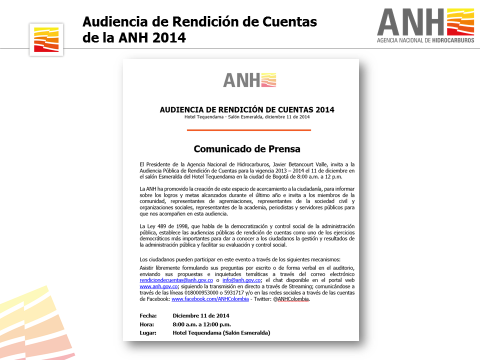 Audiencia de Rendición de Cuentas
de la ANH 2014
ANH
AGENCIA NACIONAL DE HIDROCARBUROS
ANH
AUDIENCIA DE RENDICIÓN DE CUENTAS 2014
Hotel Tequendama - Salón Esmeralda, diciembre 11 de 2014
Comunicado de Prensa
El Presidente de la Agencia Nacional de Hidrocarburos, Javier Betancourt Valle, invita a la
Audiencia Pública de Rendición de Cuentas para la vigencia 2013 – 2014 el 11 de diciembre en
el salón Esmeralda del Hotel Tequendama en la ciudad de Bogotá de 8:00 a.m. a 12 p.m.
La ANH ha promovido la creación de este espacio de acercamiento a la ciudadanía, para informar
sobre los logros y metas alcanzados durante el último año e invita a los miembros de la
comunidad, representantes de agremiaciones, representantes de la sociedad civil y
organizaciones sociales, representantes de la academia, periodistas y servidores públicos para
que nos acompañen en esta audiencia.
La Ley 489 de 1998, que habla de la democratización y control social de la administración
pública, establece las audiencias públicas de rendición de cuentas como uno de los ejercicios
democráticos más importantes para dar a conocer a los ciudadanos la gestión y resultados de
la administración pública y facilitar su evaluación y control social.
Los ciudadanos pueden participar en este evento a través de los siguientes mecanismos:
Asistir libremente formulando sus preguntas por escrito o de forma verbal en el auditorio,
enviando sus propuestas e inquietudes temáticas a través del correo electrónico
rendiciondecuentas@anh.gov.co o info@anh.gov.co; el chat disponible en el portal web
www.anh.gov.co; siguiendo la transmisión en directo a través de Streaming; comunicándose a
través de las líneas 018000953000 o 5931717 y/o en las redes sociales a través de las cuentas
de Facebook: www.facebook.com/ANHColombia - Twitter: @ANHColombia.
Fecha: Diciembre 11 de 2014
Hora: 8:00 a.m. a 12:00 p.m.
Lugar: Hotel Tequendama (Salón Esmeralda)